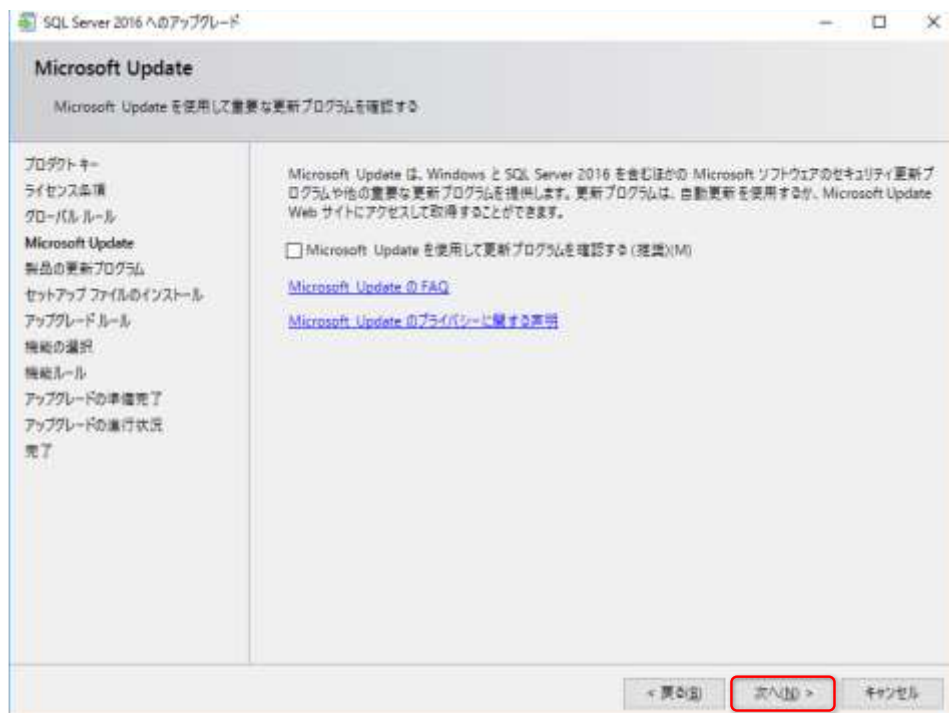 SQL Server 2016 へのアップグレード
Microsoft Update
Microsoft Update を使用して重要な更新プログラムを確認する
プロダクト キー
ライセンス条項
グローバル ルール
Microsoft Update
製品の更新プログラム
セットアップ ファイルのインストール
アップグレード ルール
機能の選択
機能ルール
アップグレードの準備完了
アップグレードの進行状況
完了
Microsoft Update は、Windows と SQL Server 2016 を含むほかの Microsoft ソフトウェアのセキュリティ更新プ
ログラムや他の重要な更新プログラムを提供します。更新プログラムは、自動更新を使用するか、Microsoft Update
Web サイトにアクセスして取得することができます。
Microsoft Update を使用して更新プログラムを確認する (推奨)(M)
Microsoft Update の FAQ
Microsoft Update のプライバシーに関する声明
< 戻る(B)
次へ(N) >
キャンセル